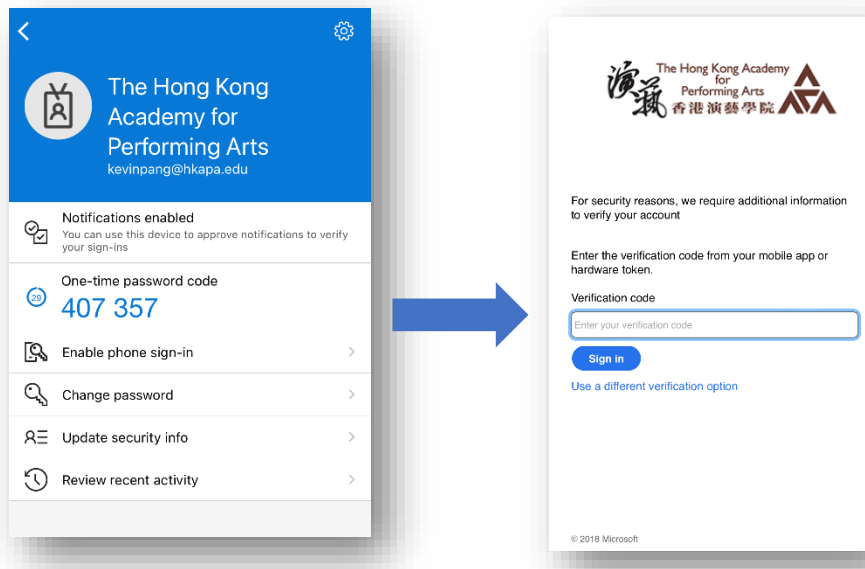 The Hong Kong
Academy for
Performing Arts
kevinpang@hkapa.edu
Notifications enabled
You can use this device to approve notifications to verify
your sign-ins
One-time password code
29
407 357
Enable phone sign-in
Change password
Update security info
Review recent activity
演藝
The Hong Kong Academy
for
Performing Arts
香港演藝學院
For security reasons, we require additional information
to verify your account
Enter the verification code from your mobile app or
hardware token.
Verification code
Enter your verification code
Sign in
Use a different verification option
© 2018 Microsoft